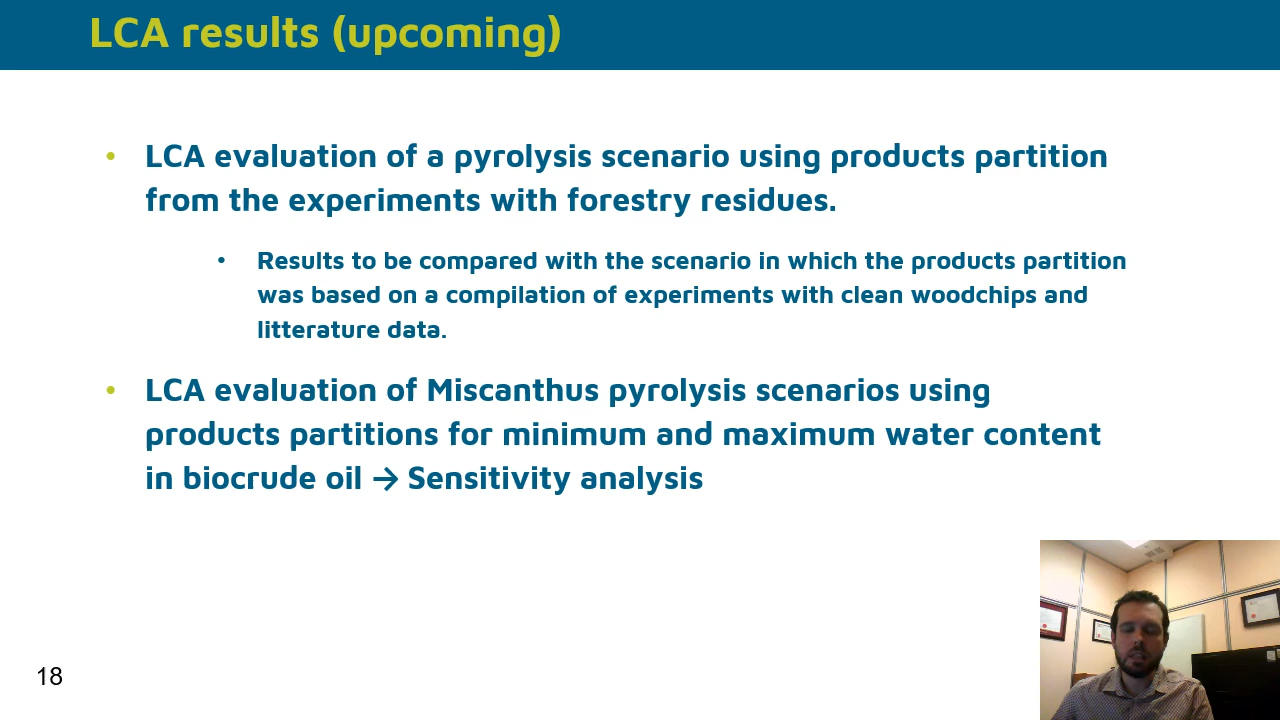 LCA results (upcoming)
• LCA evaluation of a pyrolysis scenario using products partition
from the experiments with forestry residues.
• Results to be compared with the scenario in which the products partition
was based on a compilation of experiments with clean woodchips and
litterature data.
• LCA evaluation of Miscanthus pyrolysis scenarios using
products partitions for minimum and maximum water content
in biocrude oil → Sensitivity analysis
18